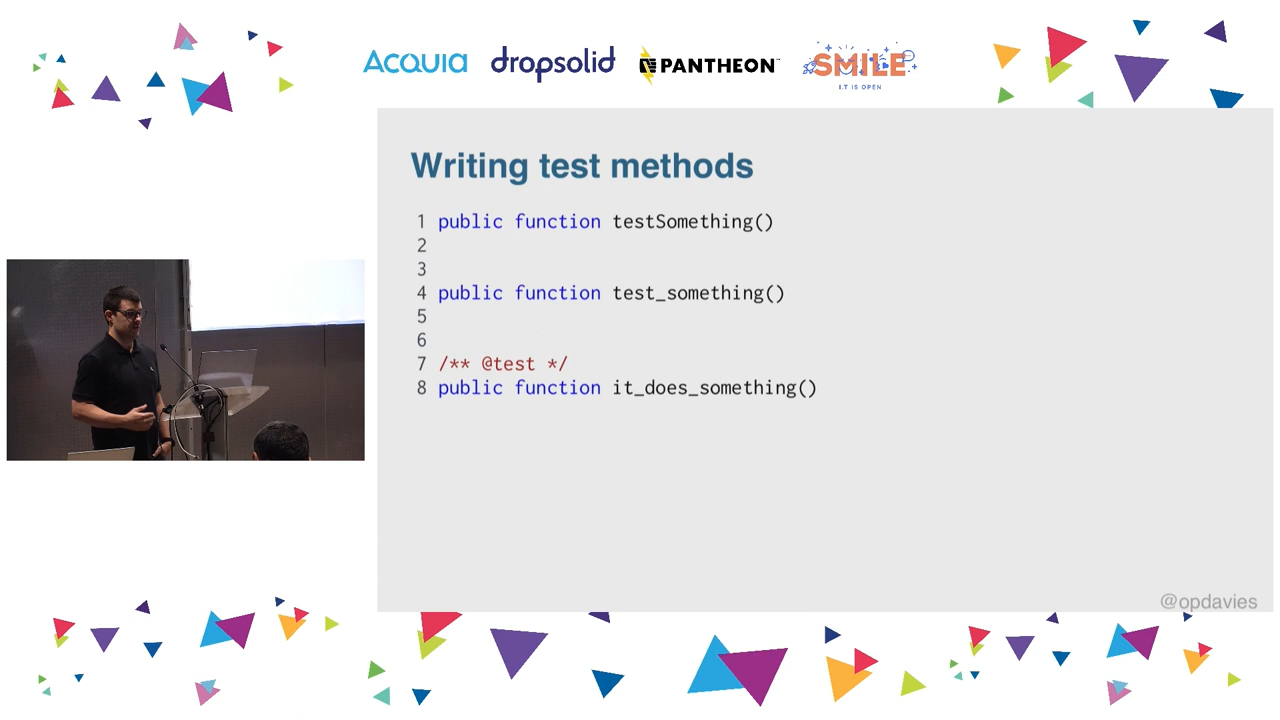 ACQUIA dropsolid PANTHEON SMILE
I.T IS OPEN
Writing test methods
1 public function testSomething()
2
3
4 public function test_something()
5
6
7 /** @test */
8 public function it_does_something()
@opdavies